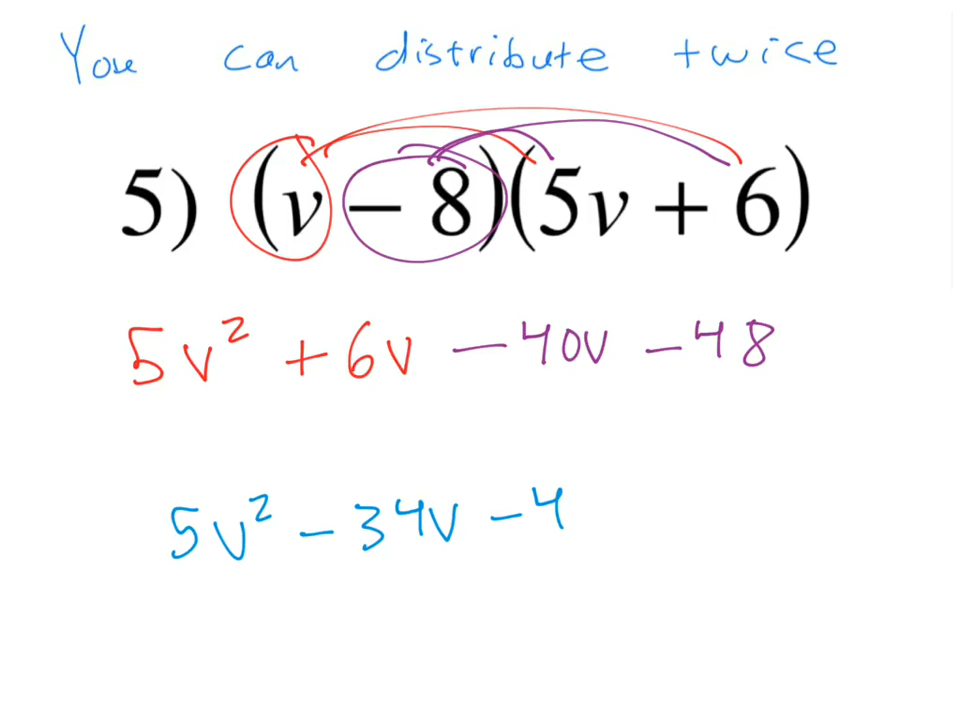 You can distribute twice
5) (v − 8)(5v + 6)
5v² + 6v − 40v − 48
5v² − 34v − 4